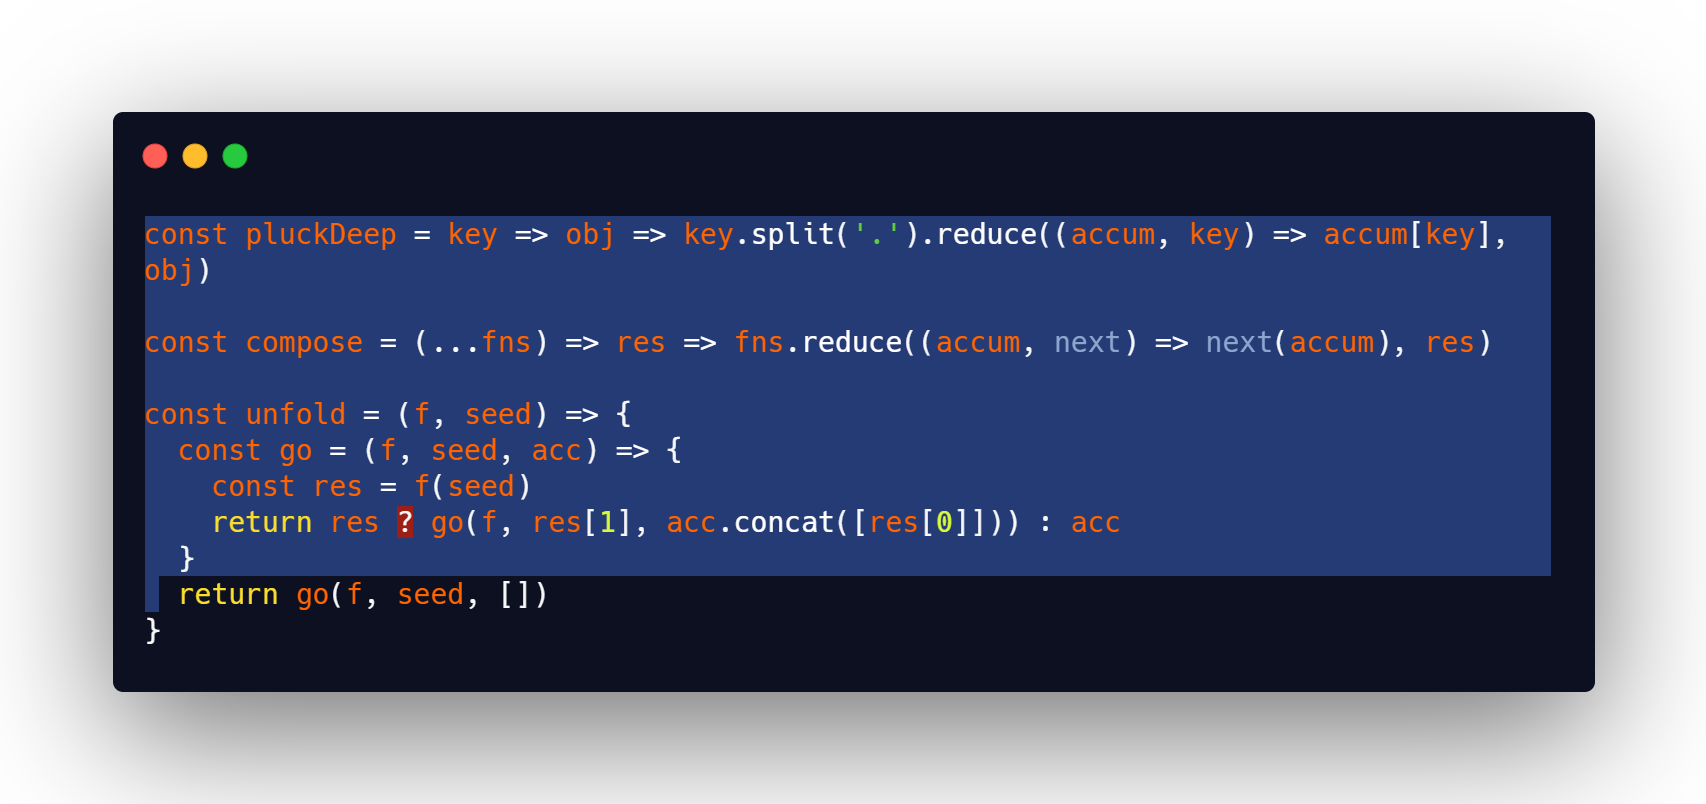 const pluckDeep = key => obj => key.split('.').reduce((accum, key) => accum[key],
obj)
const compose = (...fns) => res => fns.reduce((accum, next) => next(accum), res)
const unfold = (f, seed) => {
  const go = (f, seed, acc) => {
    const res = f(seed)
    return res ? go(f, res[1], acc.concat([res[0]])) : acc
  }
  return go(f, seed, [])
}